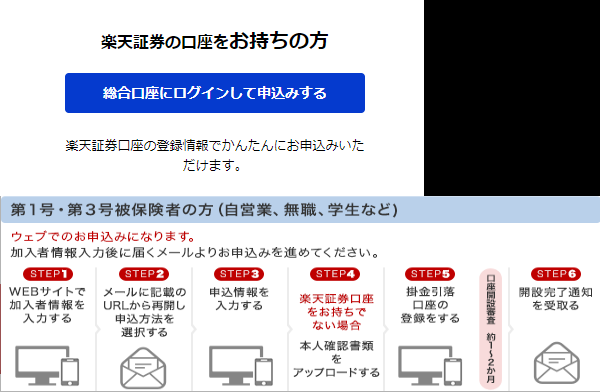 楽天証券の口座をお持ちの方
総合口座にログインして申込みする
楽天証券口座の登録情報でかんたんにお申込みいた
だけます。
第1号・第3号被保険者の方（自営業、無職、学生など)
ウェブでのお申込みになります。
加入者情報入力後に届くメールよりお申込みを進めてください。
STEP1
WEBサイトで
加入者情報を
入力する
STEP2
メールに記載の
URLから再開し
申込方法を
選択する
STEP3
申込情報を
入力する
STEP4
楽天証券口座
をお持ちで
ない場合
本人確認書類
を
アップロードする
STEP5
掛金引落
口座の
登録をする
口座開設審査 約1～2か月
STEP6
開設完了通知
を受取る